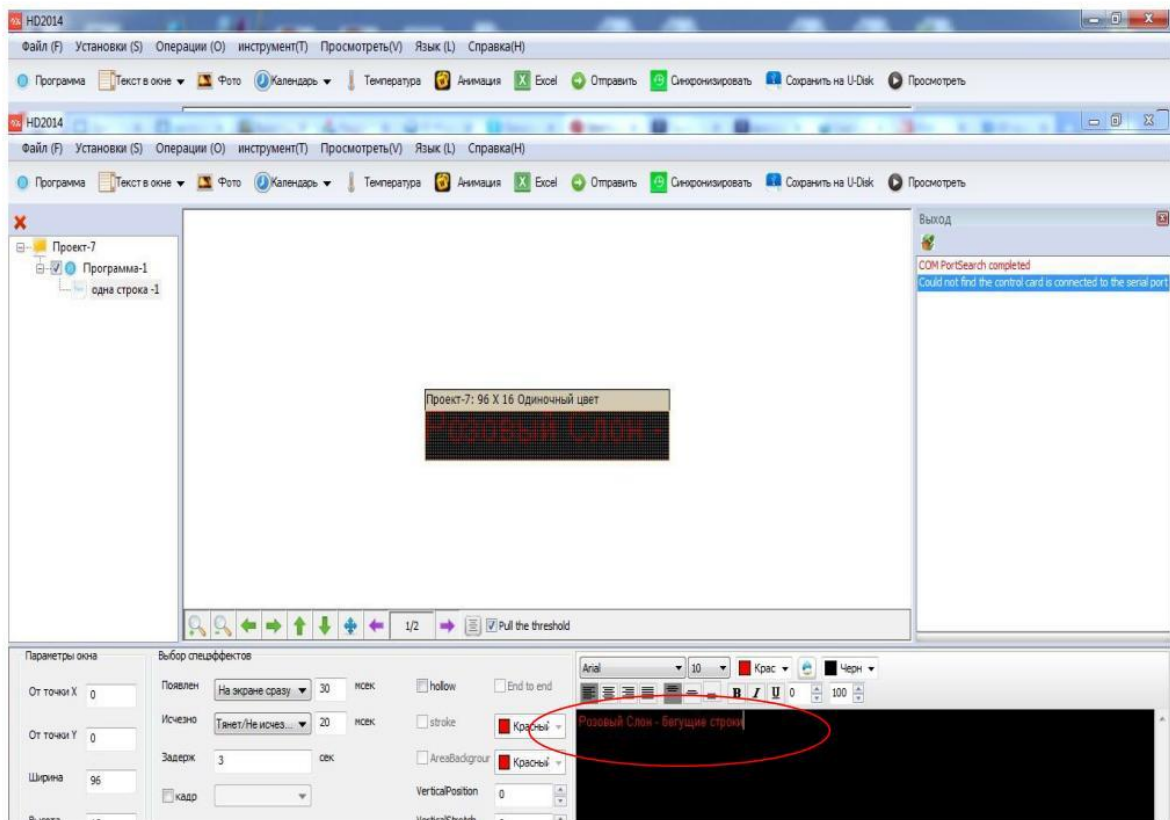 HD2014
Файл (F) Установки (S) Операции (O) инструмент(T) Просмотреть(V) Язык (L) Справка(H)
Программа Текст в окне Фото Календарь Температура Анимация Excel Отправить Синхронизировать Сохранить на U-Disk Просмотреть
HD2014
Файл (F) Установки (S) Операции (O) инструмент(T) Просмотреть(V) Язык (L) Справка(H)
Программа Текст в окне Фото Календарь Температура Анимация Excel Отправить Синхронизировать Сохранить на U-Disk Просмотреть
Проект-7
Программа-1
одна строка -1
Выход
COM PortSearch completed
Could not find the control card is connected to the serial port
Проект-7: 96 X 16 Одиночный цвет
Розовый Слон -
1/2 Pull the threshold
Параметры окна
От точки X 0
От точки Y 0
Ширина 96
Выбор спецэффектов
Появлен На экране сразу 30 мсек
Исчезно Тянет/Не исчез... 20 мсек
Задерж 3 сек
кадр
hollow End to end
stroke Красный
AreaBackgrour Красный
VerticalPosition 0
Arial 10 Крас Черн
B I U 0 100
Розовый Слон - бегущие строки